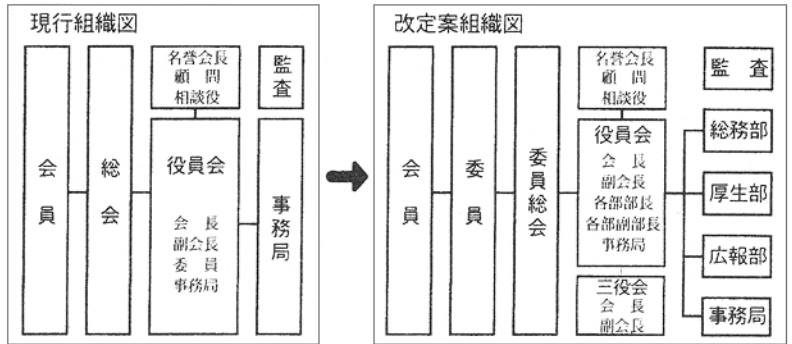 現行組織図
会員
総会
名誉会長
顧問
相談役
役員会
会長
副会長
委員
事務局
監査
事務局
改定案組織図
会員
委員
委員総会
名誉会長
顧問
相談役
役員会
会長
副会長
各部部長
各部副部長
事務局
三役会
会長
副会長
監査
総務部
厚生部
広報部
事務局